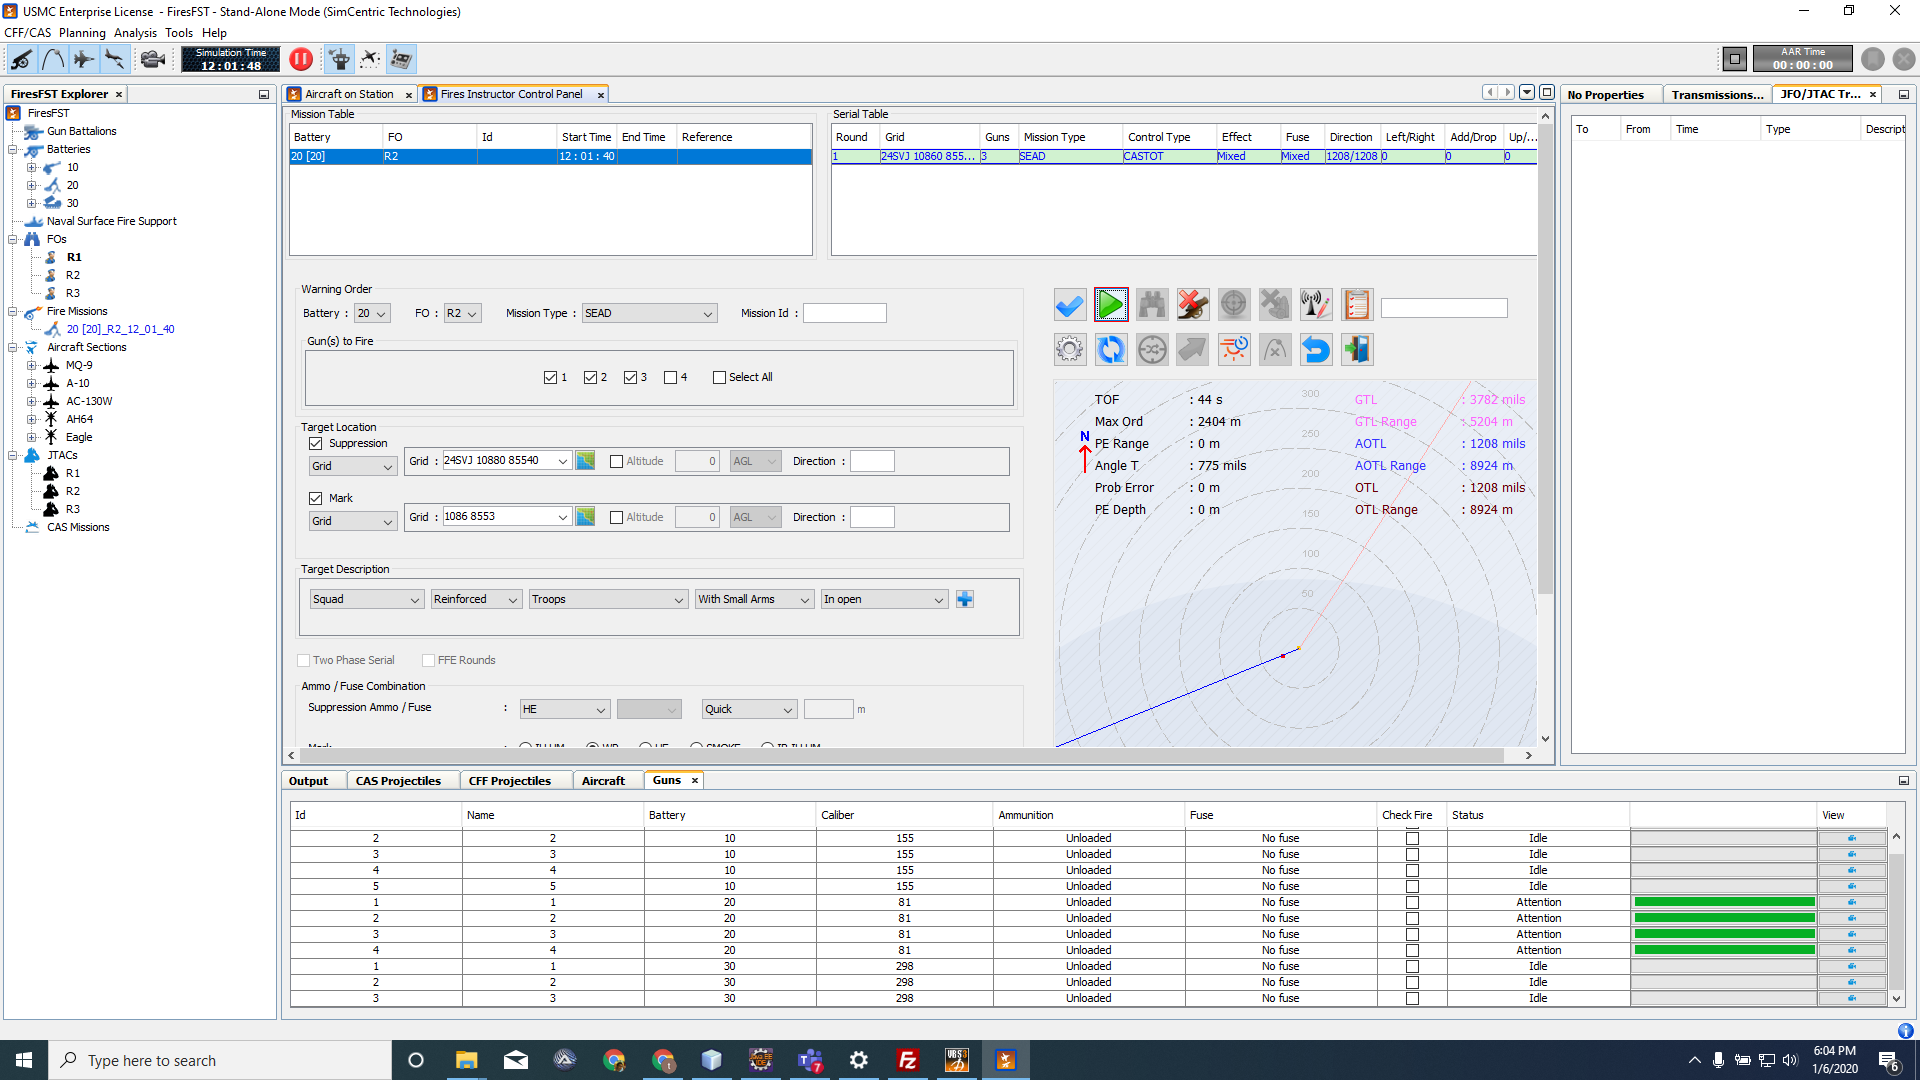 USMC Enterprise License - FiresFST - Stand-Alone Mode (SimCentric Technologies)
CFF/CAS Planning Analysis Tools Help
Simulation Time
12:01:48
AAR Time
00:00:00
FiresFST Explorer
FiresFST
Gun Battalions
Batteries
10
20
30
Naval Surface Fire Support
FOs
R1
R2
R3
Fire Missions
20 [20]_R2_12_01_40
Aircraft Sections
MQ-9
A-10
AC-130W
AH64
Eagle
JTACs
R1
R2
R3
CAS Missions
Aircraft on Station
Fires Instructor Control Panel
Mission Table
Battery FO Id Start Time End Time Reference
20 [20] R2 12:01:40
Serial Table
Round Grid Guns Mission Type Control Type Effect Fuse Direction Left/Right Add/Drop Up/...
1 24SVJ 10860 855... 3 SEAD CASTOT Mixed Mixed 1208/1208 0 0 0
Warning Order
Battery : 20 FO : R2 Mission Type : SEAD Mission Id :
Gun(s) to Fire
1 2 3 4 Select All
Target Location
Suppression
Grid Grid : 24SVJ 10880 85540 Altitude 0 AGL Direction :
Mark
Grid Grid : 1086 8553 Altitude 0 AGL Direction :
Target Description
Squad Reinforced Troops With Small Arms In open
Two Phase Serial FFE Rounds
Ammo / Fuse Combination
Suppression Ammo / Fuse : HE Quick m
Mark : ILLUM WP HE SMOKE IR ILLUM
N
TOF : 44 s
Max Ord : 2404 m
PE Range : 0 m
Angle T : 775 mils
Prob Error : 0 m
PE Depth : 0 m
GTL : 3782 mils
GTL Range : 5204 m
AOTL : 1208 mils
AOTL Range : 8924 m
OTL : 1208 mils
OTL Range : 8924 m
300
250
200
150
100
50
No Properties
Transmissions...
JFO/JTAC Tr...
To From Time Type Descript
Output CAS Projectiles CFF Projectiles Aircraft Guns
Id Name Battery Caliber Ammunition Fuse Check Fire Status View
2 2 10 155 Unloaded No fuse Idle
3 3 10 155 Unloaded No fuse Idle
4 4 10 155 Unloaded No fuse Idle
5 5 10 155 Unloaded No fuse Idle
1 1 20 81 Unloaded No fuse Attention
2 2 20 81 Unloaded No fuse Attention
3 3 20 81 Unloaded No fuse Attention
4 4 20 81 Unloaded No fuse Attention
1 1 30 298 Unloaded No fuse Idle
2 2 30 298 Unloaded No fuse Idle
3 3 30 298 Unloaded No fuse Idle
Type here to search
7
VBS3
6:04 PM
1/6/2020
6